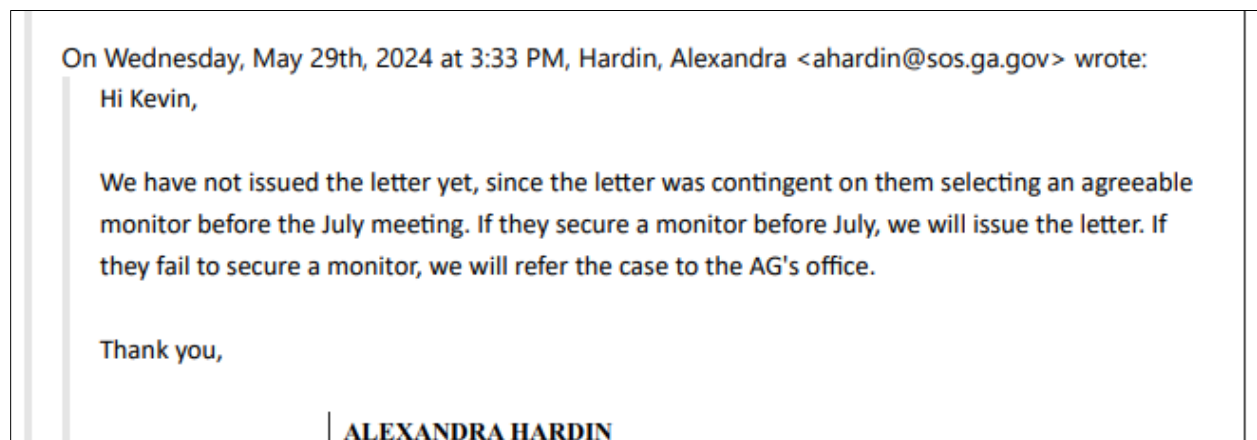 On Wednesday, May 29th, 2024 at 3:33 PM, Hardin, Alexandra <ahardin@sos.ga.gov> wrote:
Hi Kevin,
We have not issued the letter yet, since the letter was contingent on them selecting an agreeable
monitor before the July meeting. If they secure a monitor before July, we will issue the letter. If
they fail to secure a monitor, we will refer the case to the AG's office.
Thank you,
ALEXANDRA HARDIN